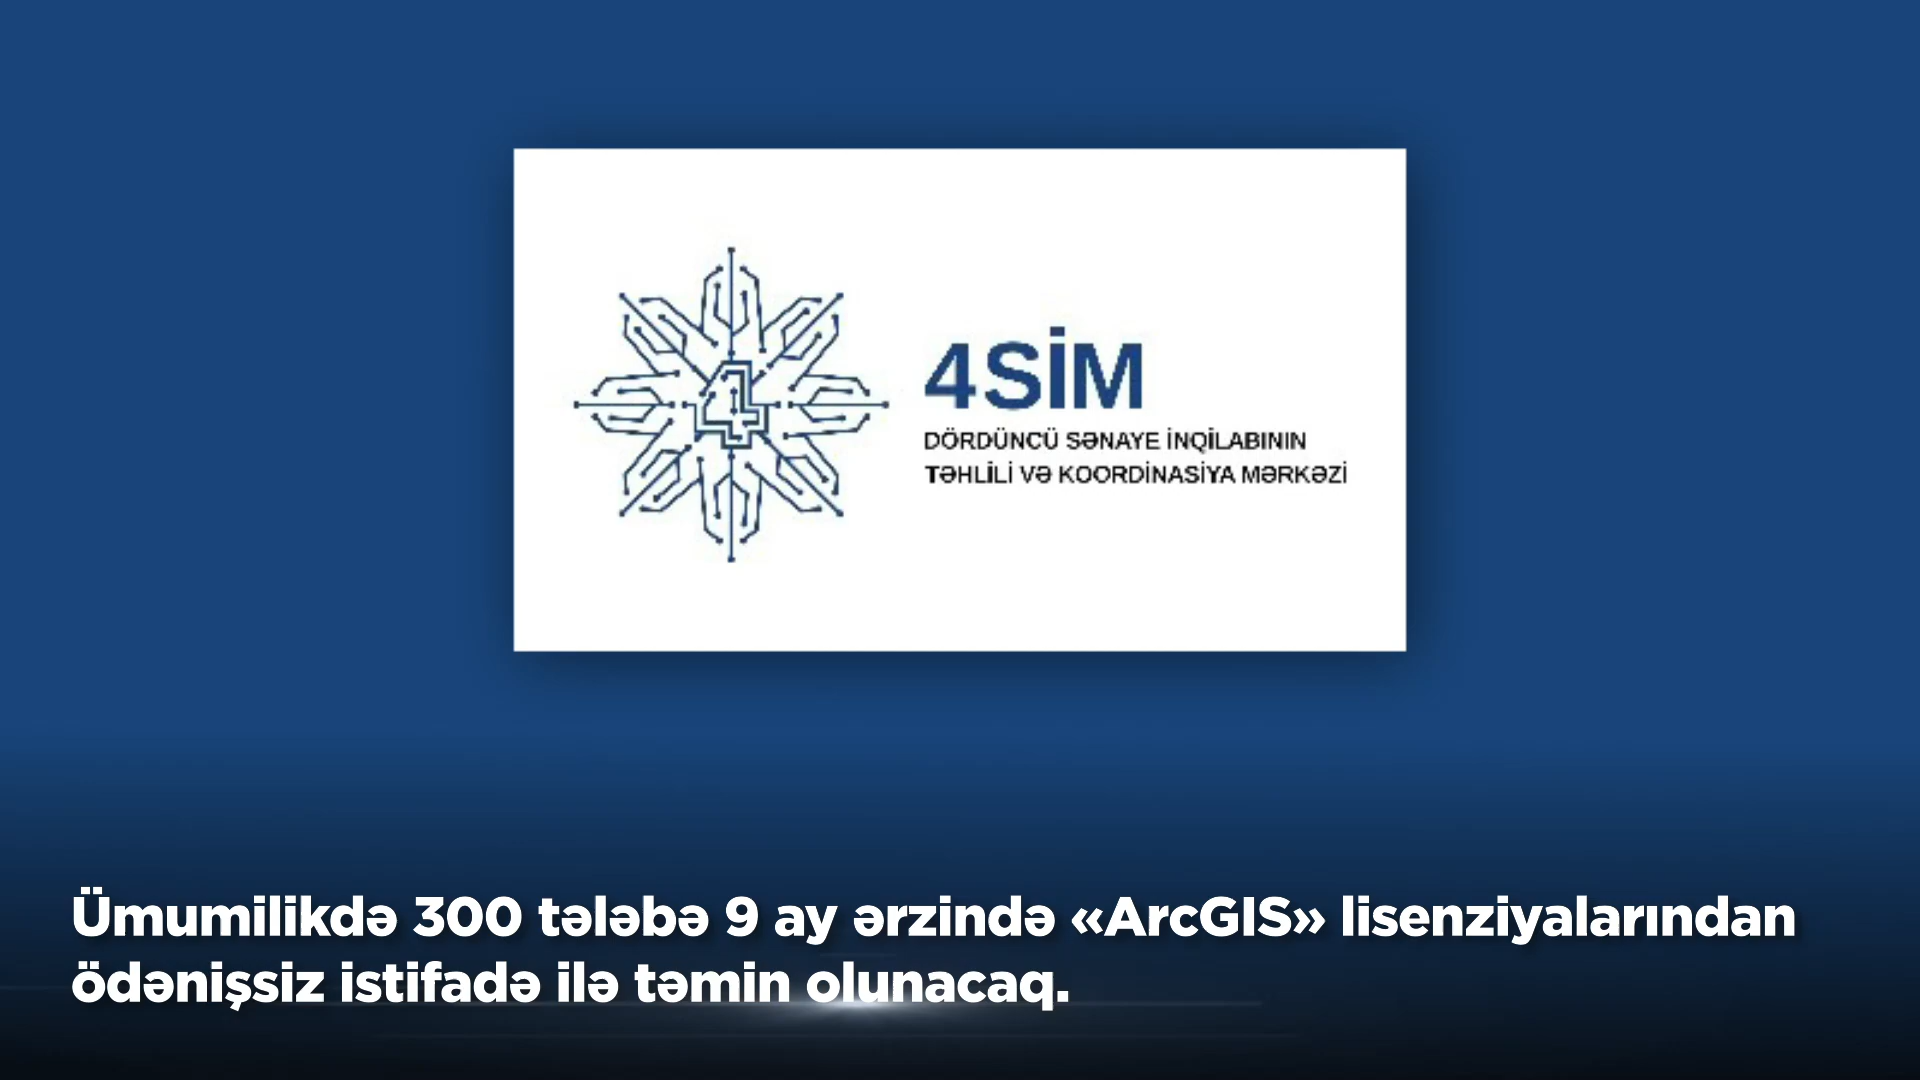 4
4SİM
DÖRDÜNCÜ SƏNAYE İNQİLABININ
TƏHLİLİ VƏ KOORDİNASİYA MƏRKƏZİ
Ümumilikdə 300 tələbə 9 ay ərzində «ArcGIS» lisenziyalarından
ödənişsiz istifadə ilə təmin olunacaq.